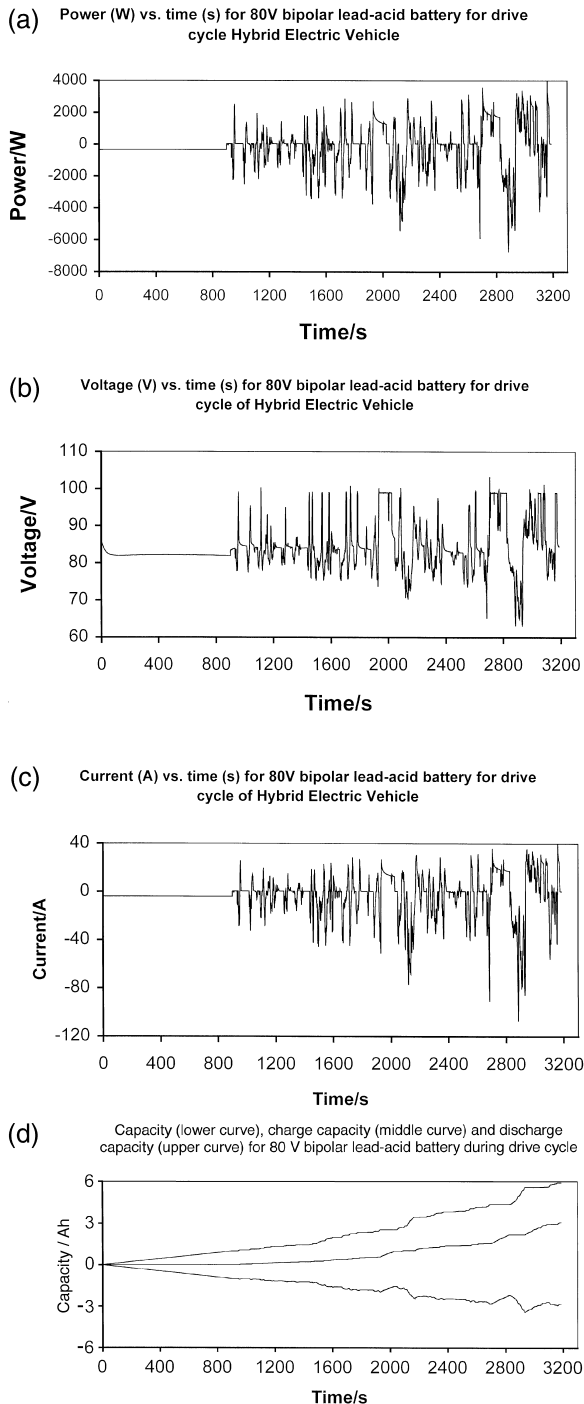 (a)
Power (W) vs. time (s) for 80V bipolar lead-acid battery for drive
cycle Hybrid Electric Vehicle
4000
2000
0
-2000
-4000
-6000
-8000
Power/W
0 400 800 1200 1600 2000 2400 2800 3200
Time/s
(b)
Voltage (V) vs. time (s) for 80V bipolar lead-acid battery for drive
cycle of Hybrid Electric Vehicle
110
100
90
80
70
60
Voltage/V
0 400 800 1200 1600 2000 2400 2800 3200
Time/s
(c)
Current (A) vs. time (s) for 80V bipolar lead-acid battery for drive
cycle of Hybrid Electric Vehicle
40
0
-40
-80
-120
Current/A
0 400 800 1200 1600 2000 2400 2800 3200
Time/s
(d)
Capacity (lower curve), charge capacity (middle curve) and discharge
capacity (upper curve) for 80 V bipolar lead-acid battery during drive cycle
6
3
0
-3
-6
Capacity / Ah
0 400 800 1200 1600 2000 2400 2800 3200
Time/s